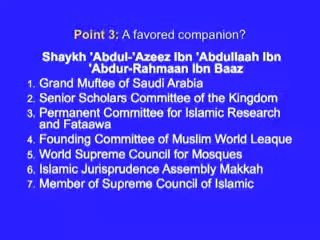 Point 3: A favored companion?
Shaykh 'Abdul-'Azeez Ibn 'Abdullaah Ibn
'Abdur-Rahmaan Ibn Baaz
1. Grand Muftee of Saudi Arabia
2. Senior Scholars Committee of the Kingdom
3. Permanent Committee for Islamic Research
and Fataawa
4. Founding Committee of Muslim World Leaque
5. World Supreme Council for Mosques
6. Islamic Jurisprudence Assembly Makkah
7. Member of Supreme Council of Islamic